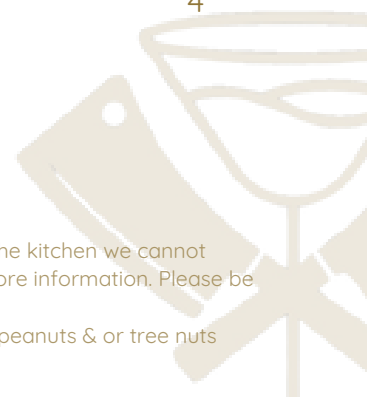 4
he kitchen we cannot
ore information. Please be
peanuts & or tree nuts